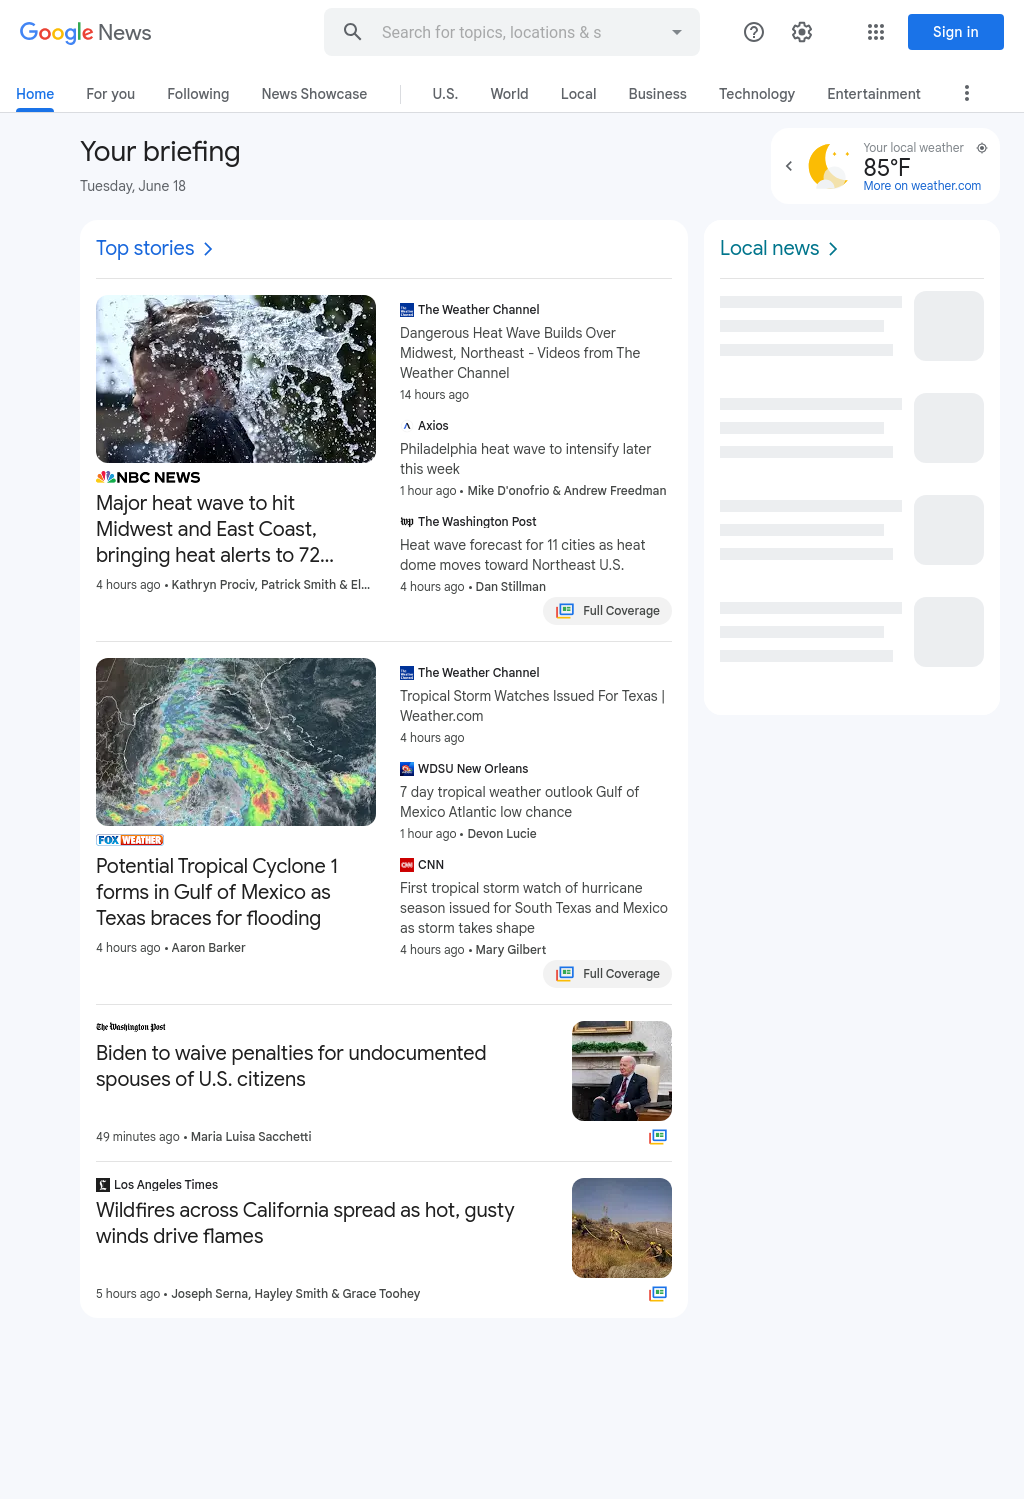 Google News
Search for topics, locations & s
Sign in
Home
For you
Following
News Showcase
U.S.
World
Local
Business
Technology
Entertainment
Your briefing
Tuesday, June 18
Your local weather
85°F
More on weather.com
Top stories
NBC NEWS
Major heat wave to hit
Midwest and East Coast,
bringing heat alerts to 72...
4 hours ago • Kathryn Prociv, Patrick Smith & El...
The Weather Channel
Dangerous Heat Wave Builds Over
Midwest, Northeast - Videos from The
Weather Channel
14 hours ago
Axios
Philadelphia heat wave to intensify later
this week
1 hour ago • Mike D'onofrio & Andrew Freedman
The Washington Post
Heat wave forecast for 11 cities as heat
dome moves toward Northeast U.S.
4 hours ago • Dan Stillman
Full Coverage
FOX WEATHER
Potential Tropical Cyclone 1
forms in Gulf of Mexico as
Texas braces for flooding
4 hours ago • Aaron Barker
The Weather Channel
Tropical Storm Watches Issued For Texas |
Weather.com
4 hours ago
WDSU New Orleans
7 day tropical weather outlook Gulf of
Mexico Atlantic low chance
1 hour ago • Devon Lucie
CNN
First tropical storm watch of hurricane
season issued for South Texas and Mexico
as storm takes shape
4 hours ago • Mary Gilbert
Full Coverage
The Washington Post
Biden to waive penalties for undocumented
spouses of U.S. citizens
49 minutes ago • Maria Luisa Sacchetti
Los Angeles Times
Wildfires across California spread as hot, gusty
winds drive flames
5 hours ago • Joseph Serna, Hayley Smith & Grace Toohey
Local news